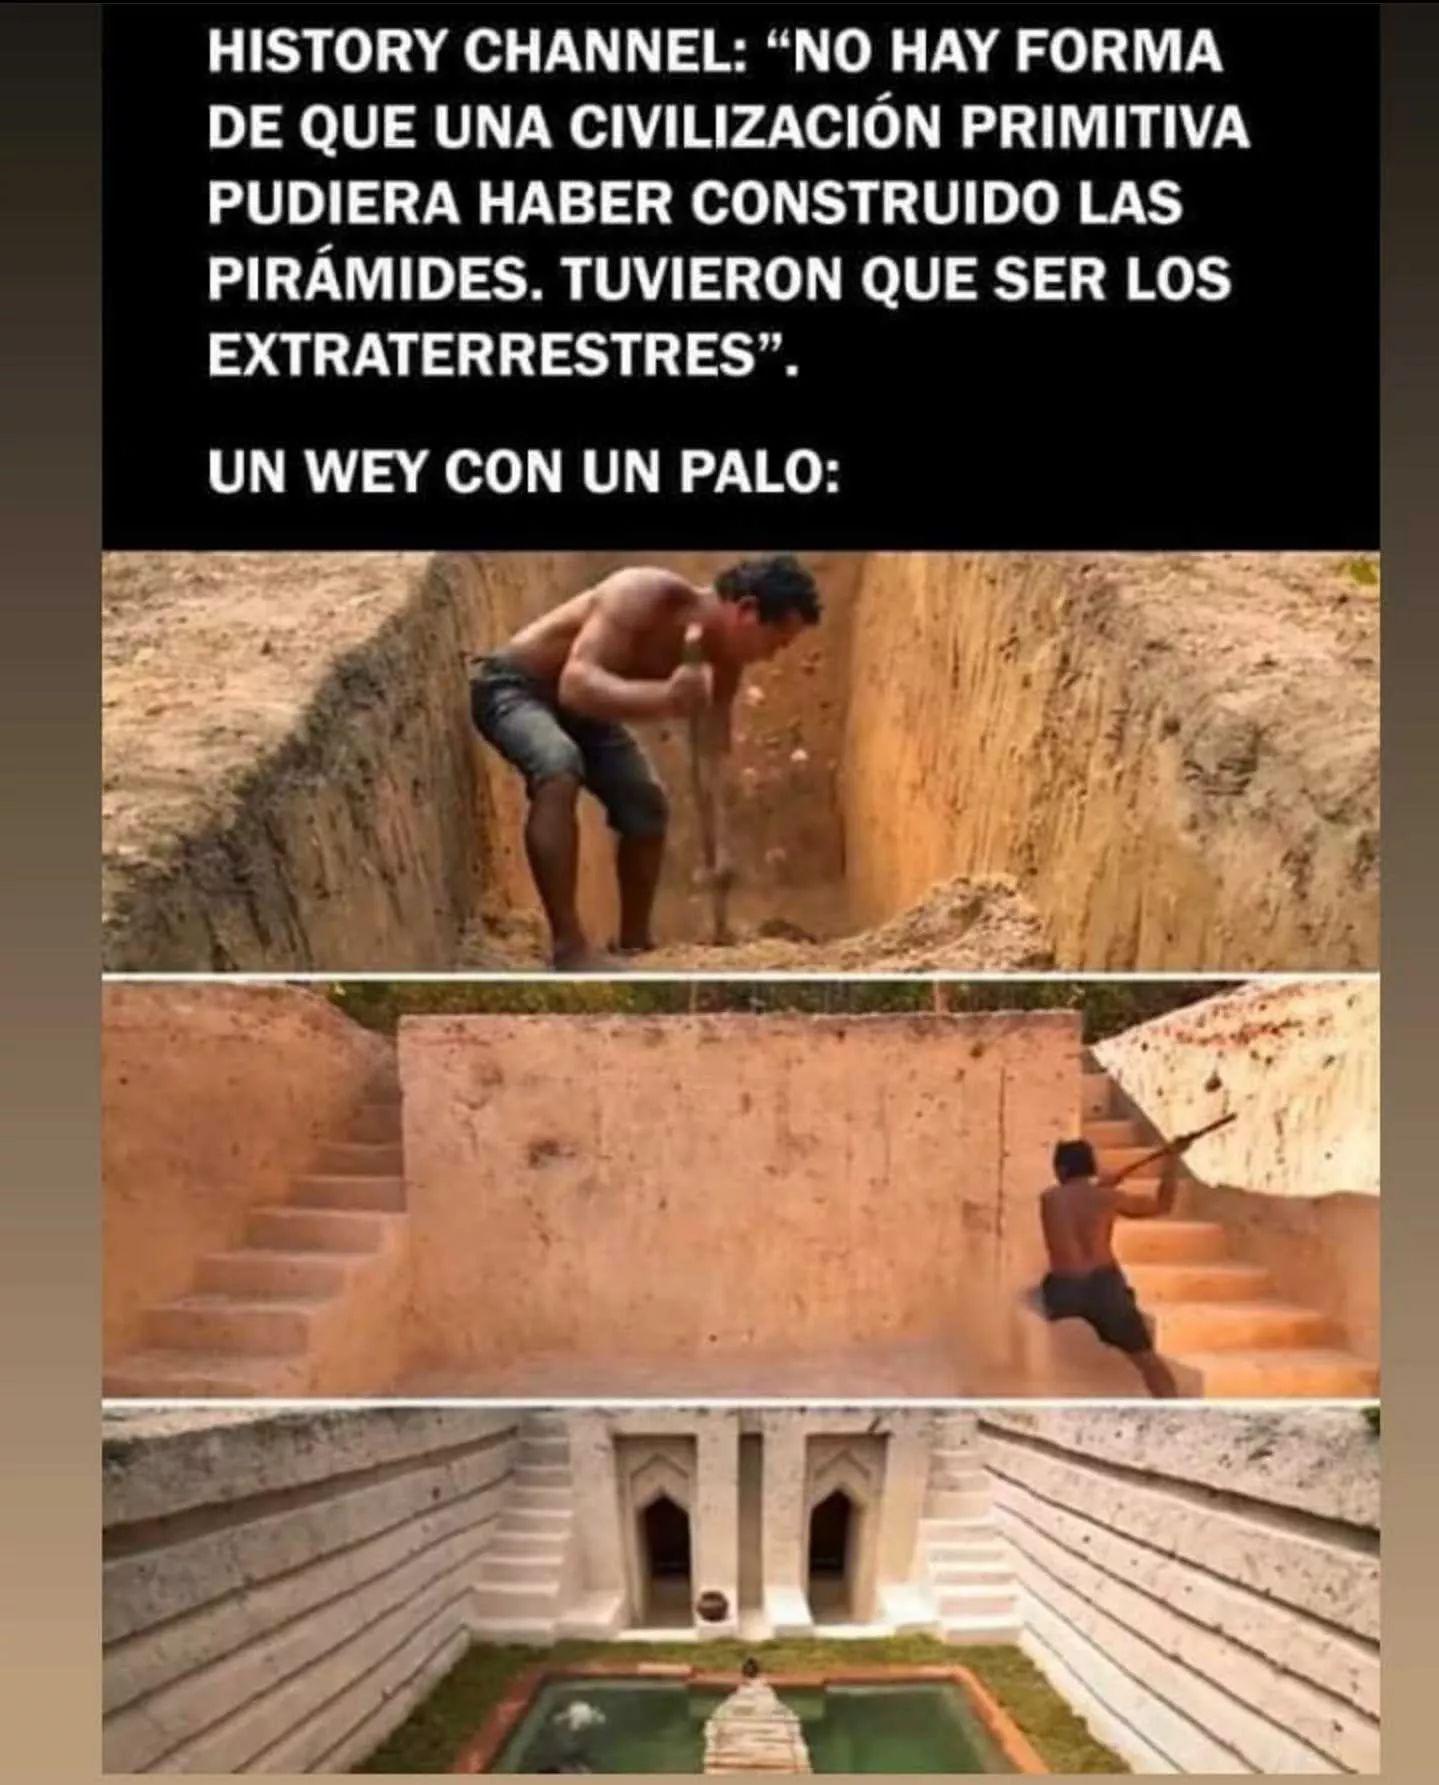 HISTORY CHANNEL: “NO HAY FORMA
DE QUE UNA CIVILIZACIÓN PRIMITIVA
PUDIERA HABER CONSTRUIDO LAS
PIRÁMIDES. TUVIERON QUE SER LOS
EXTRATERRESTRES”.
UN WEY CON UN PALO: